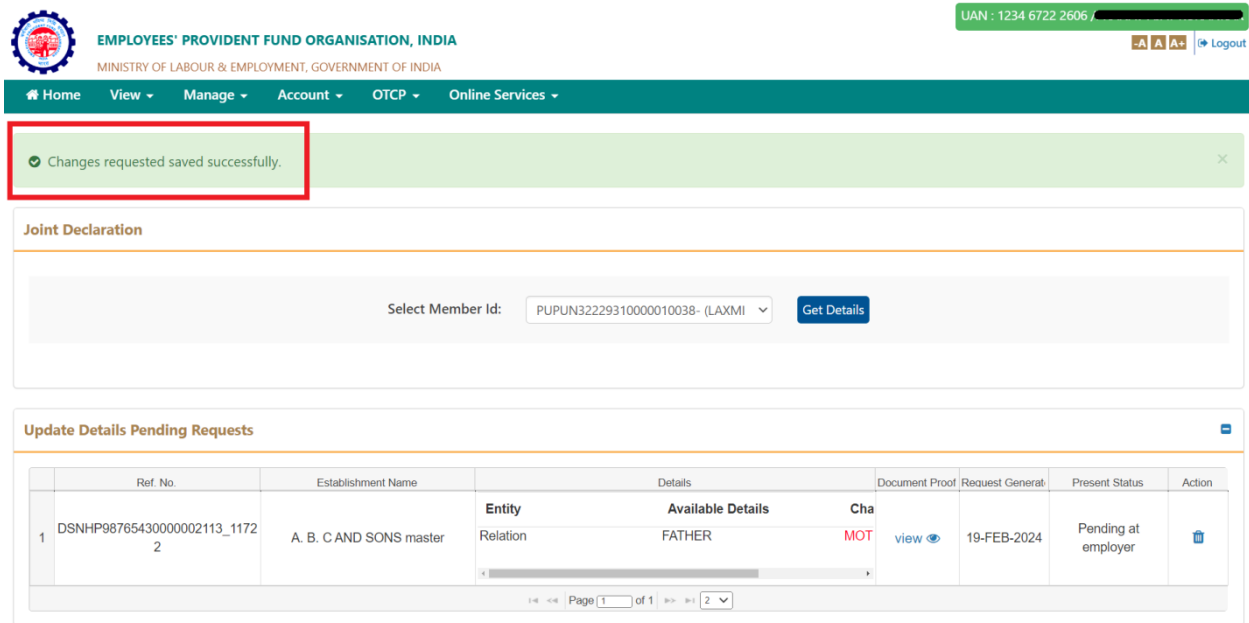 UAN : 1234 6722 2606 /
EMPLOYEES' PROVIDENT FUND ORGANISATION, INDIA
MINISTRY OF LABOUR & EMPLOYMENT, GOVERNMENT OF INDIA
-A A A+ Logout
Home View Manage Account OTCP Online Services
Changes requested saved successfully. ×
Joint Declaration
Select Member Id: PUPUN32229310000010038- (LAXMI Get Details
Update Details Pending Requests
Ref. No. Establishment Name Details Document Proof Request Generat Present Status Action
Entity Available Details Cha
1 DSNHP98765430000002113_1172
2 A. B. C AND SONS master Relation FATHER MOT view 19-FEB-2024 Pending at
employer
Page 1 of 1 2